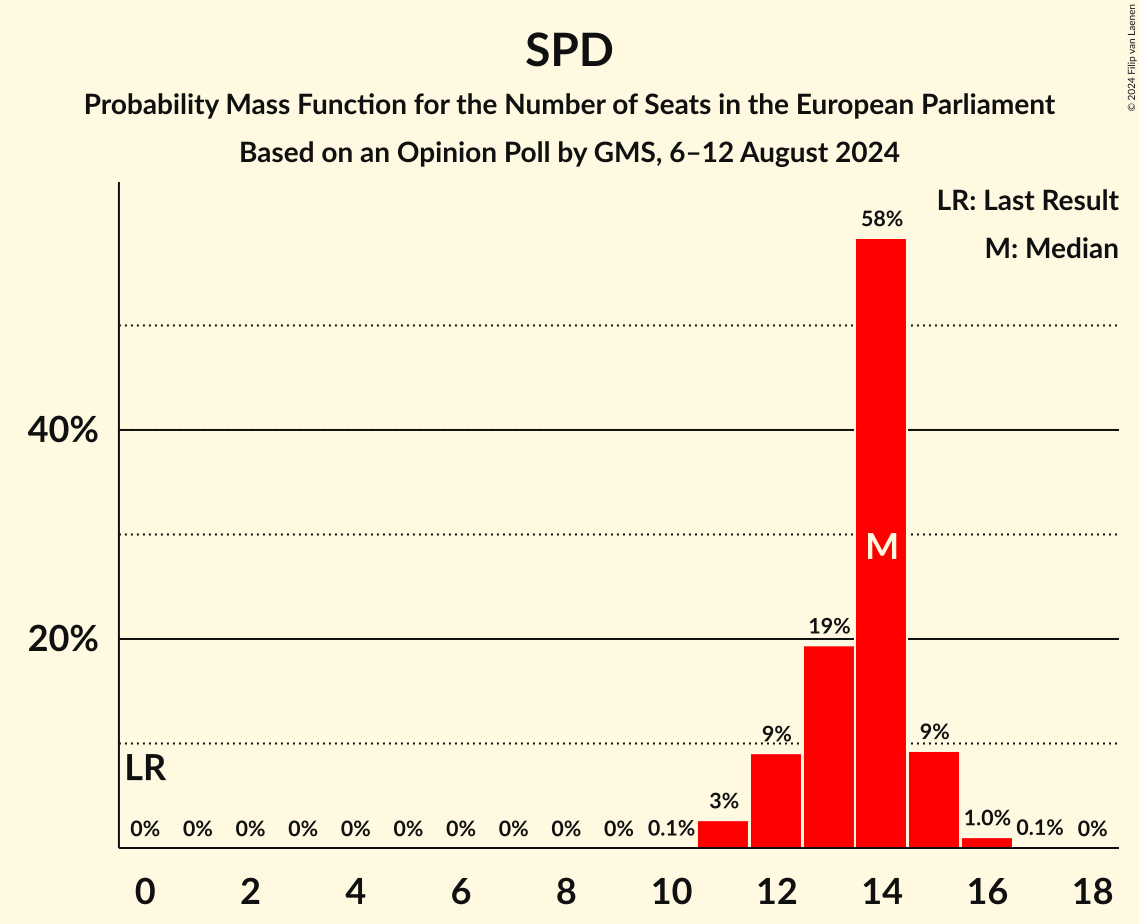 SPD
Probability Mass Function for the Number of Seats in the European Parliament
Based on an Opinion Poll by GMS, 6–12 August 2024
© 2024 Filip van Laenen
LR: Last Result
M: Median
58%
40%
M
20%
19%
9%
9%
LR
3%
0% 0% 0% 0% 0% 0% 0% 0% 0% 0% 0.1% 1.0% 0.1% 0%
0 2 4 6 8 10 12 14 16 18